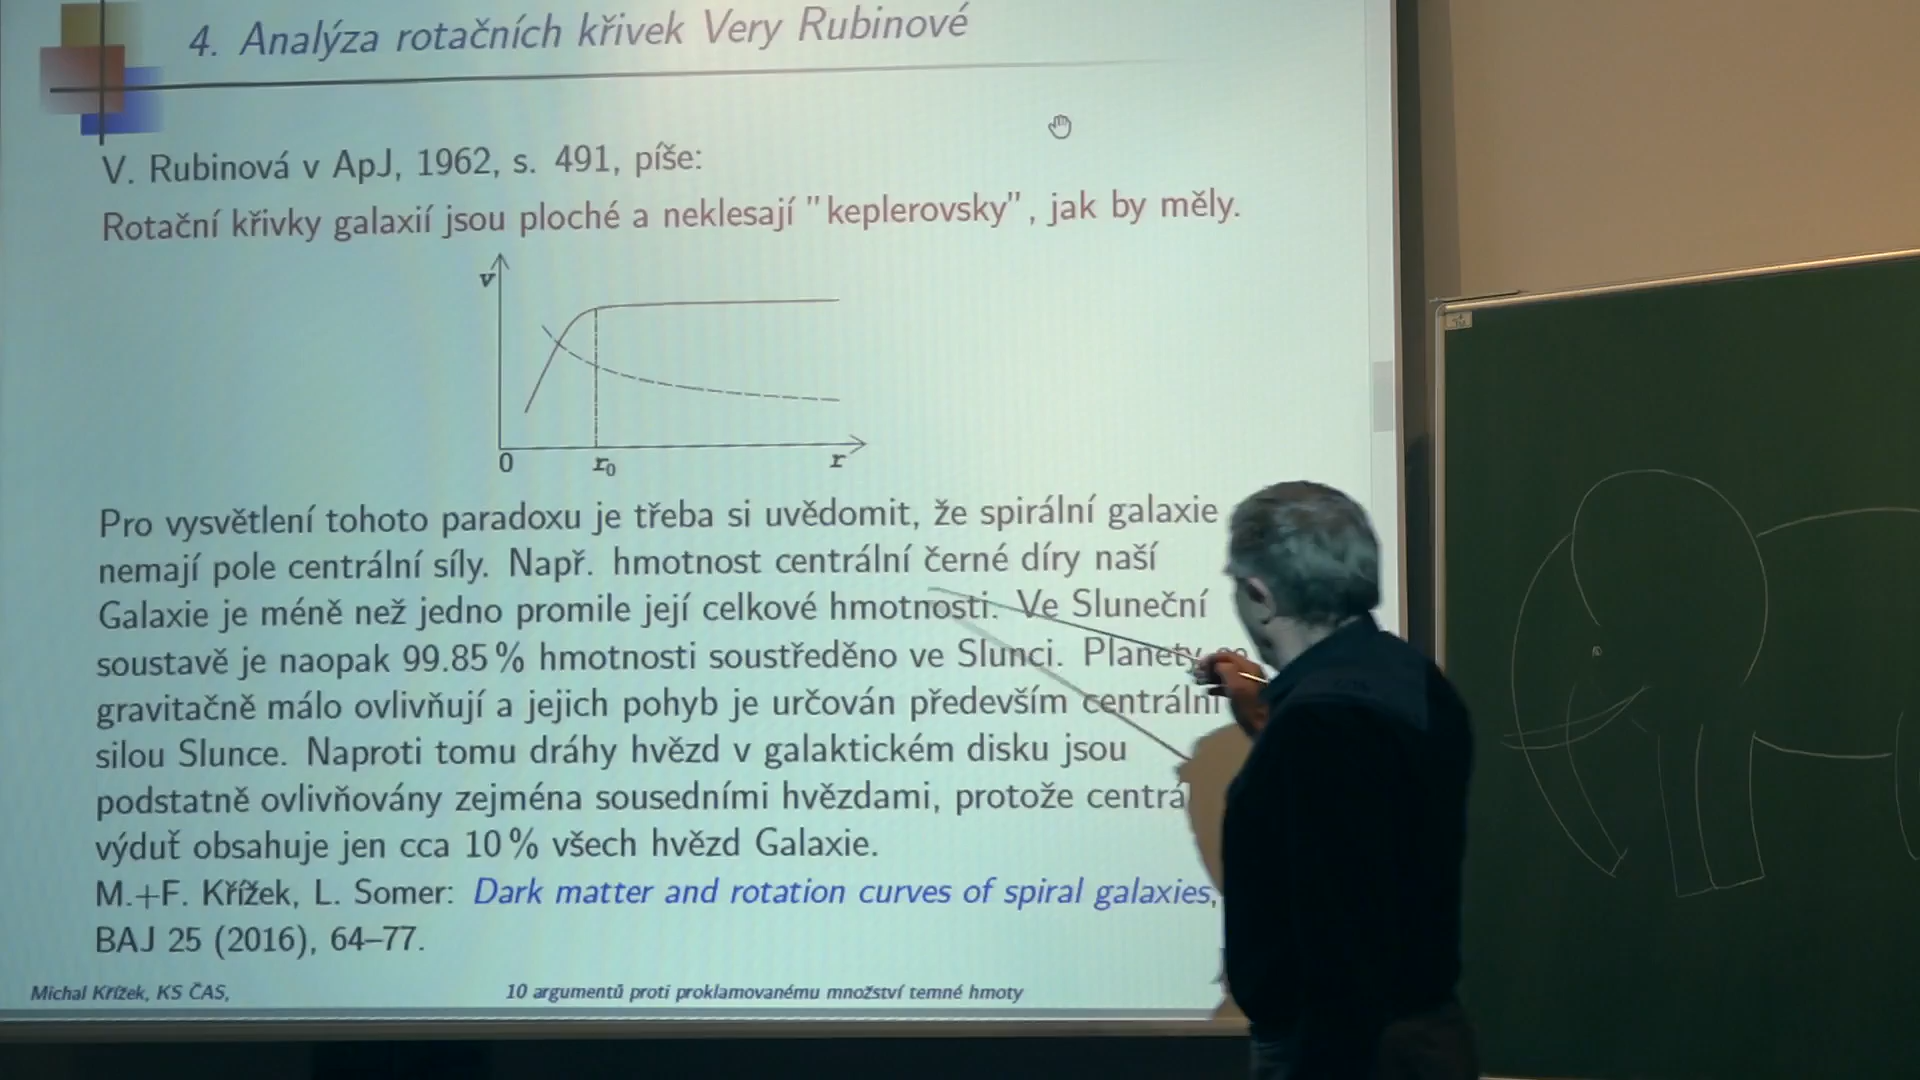 4. Analýza rotačních křivek Very Rubinové
V. Rubinová v ApJ, 1962, s. 491, píše:
Rotační křivky galaxií jsou ploché a neklesají "keplerovsky", jak by měly.
v
0 r0 r
Pro vysvětlení tohoto paradoxu je třeba si uvědomit, že spirální galaxie
nemají pole centrální síly. Např. hmotnost centrální černé díry naší
Galaxie je méně než jedno promile její celkové hmotnosti. Ve Sluneční
soustavě je naopak 99.85 % hmotnosti soustředěno ve Slunci. Planety
gravitačně málo ovlivňují a jejich pohyb je určován především centrální
silou Slunce. Naproti tomu dráhy hvězd v galaktickém disku jsou
podstatně ovlivňovány zejména sousedními hvězdami, protože centrá
výduť obsahuje jen cca 10 % všech hvězd Galaxie.
M.+F. Křížek, L. Somer: Dark matter and rotation curves of spiral galaxies,
BAJ 25 (2016), 64–77.
Michal Křížek, KS ČAS, 10 argumentů proti proklamovanému množství temné hmoty